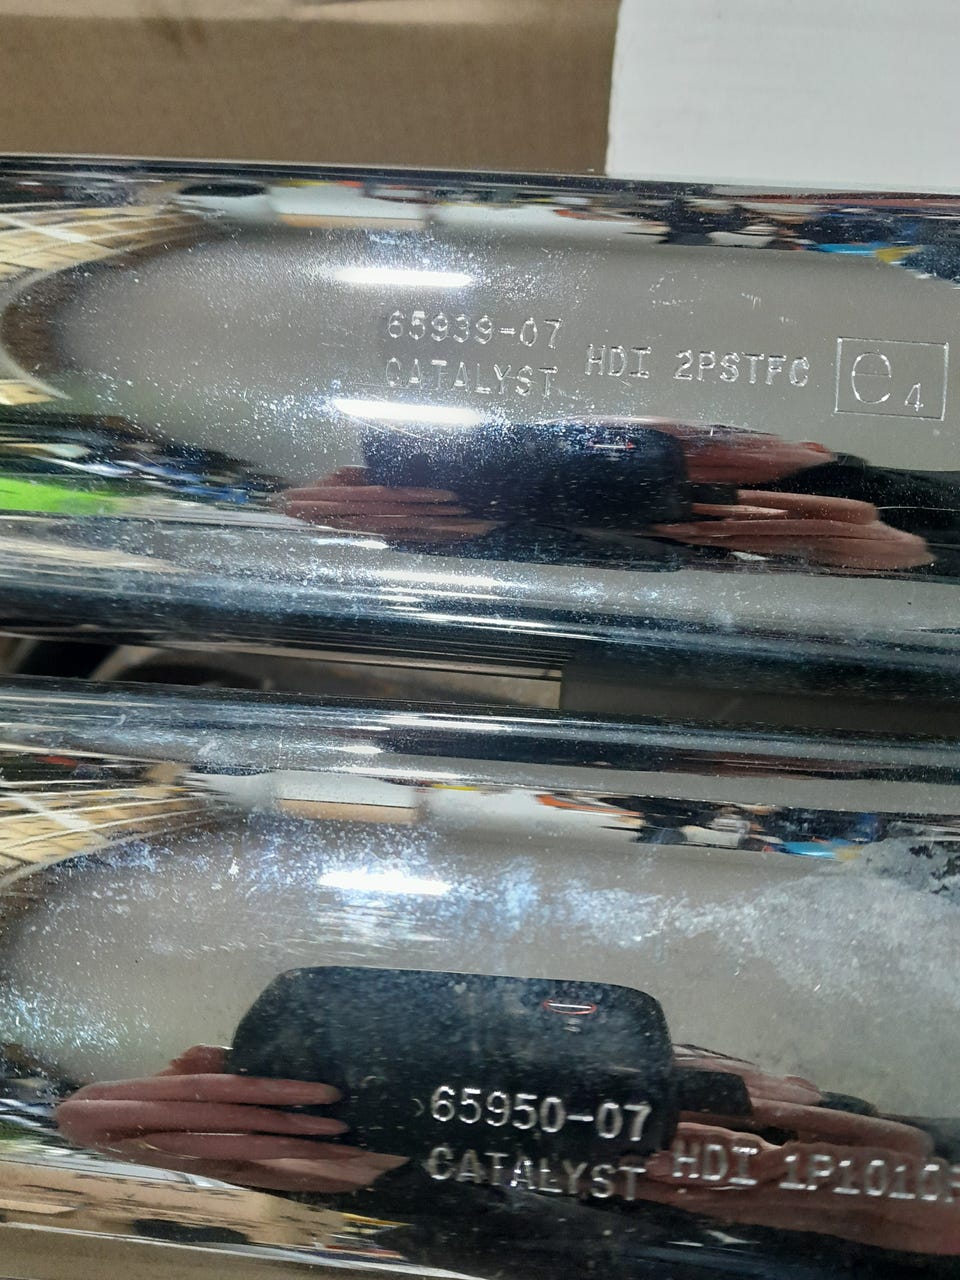 65939-07
CATALYST HDI 2PSTFC e4
65950-07
CATALYST HDI